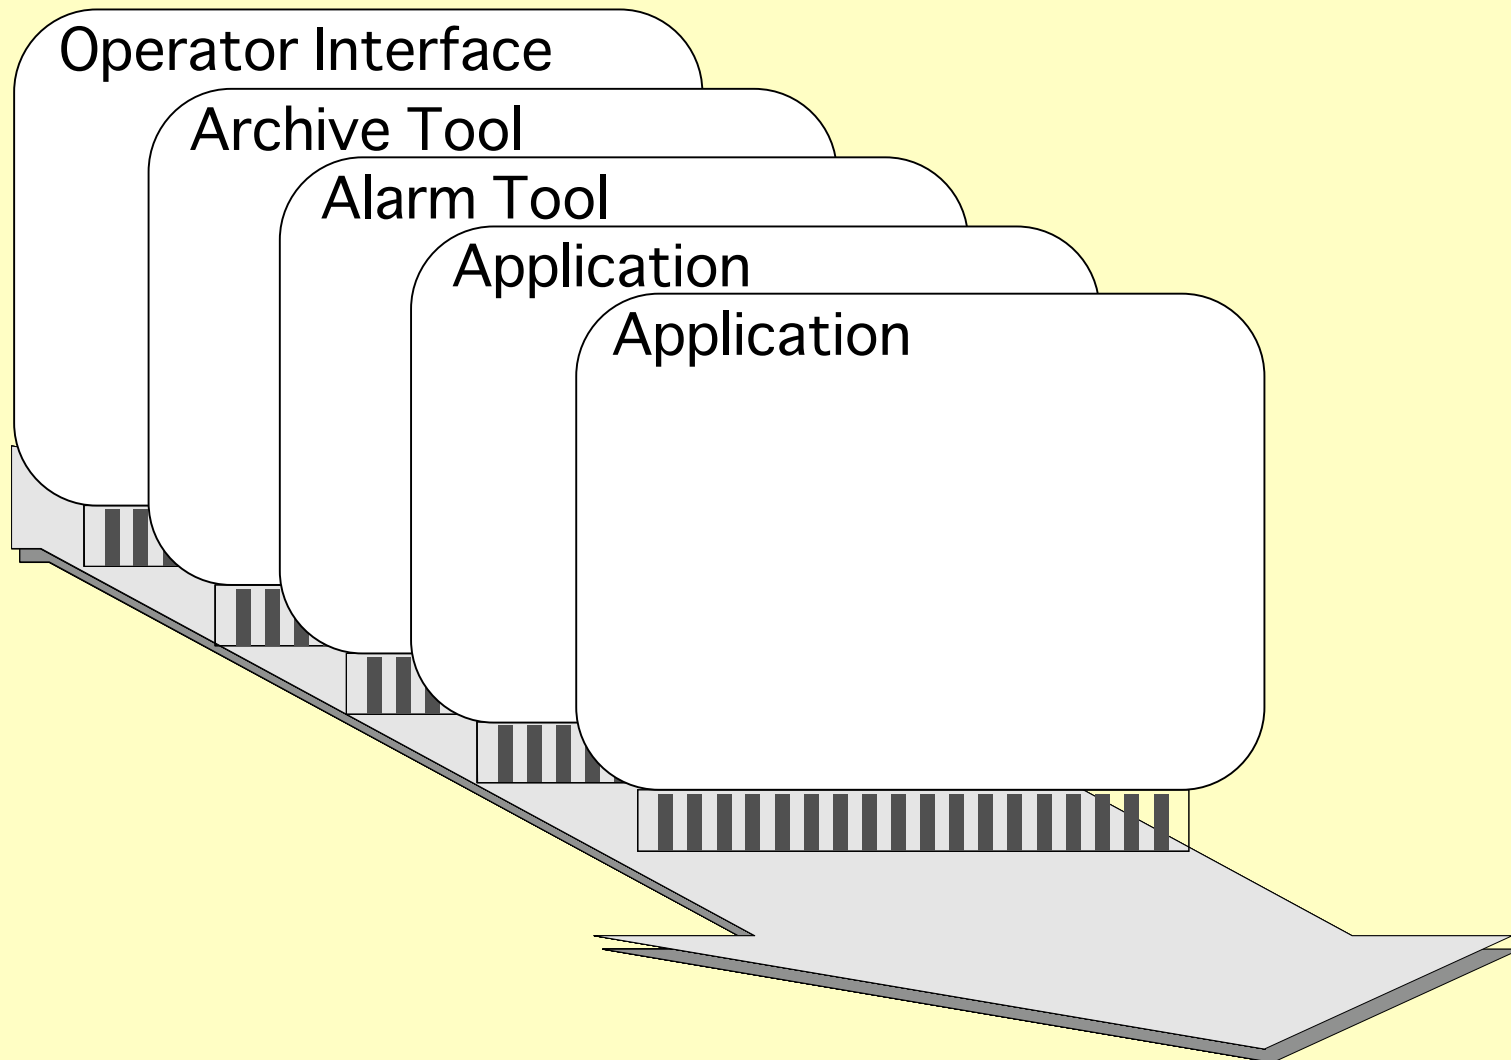 Operator Interface
Archive Tool
Alarm Tool
Application
Application